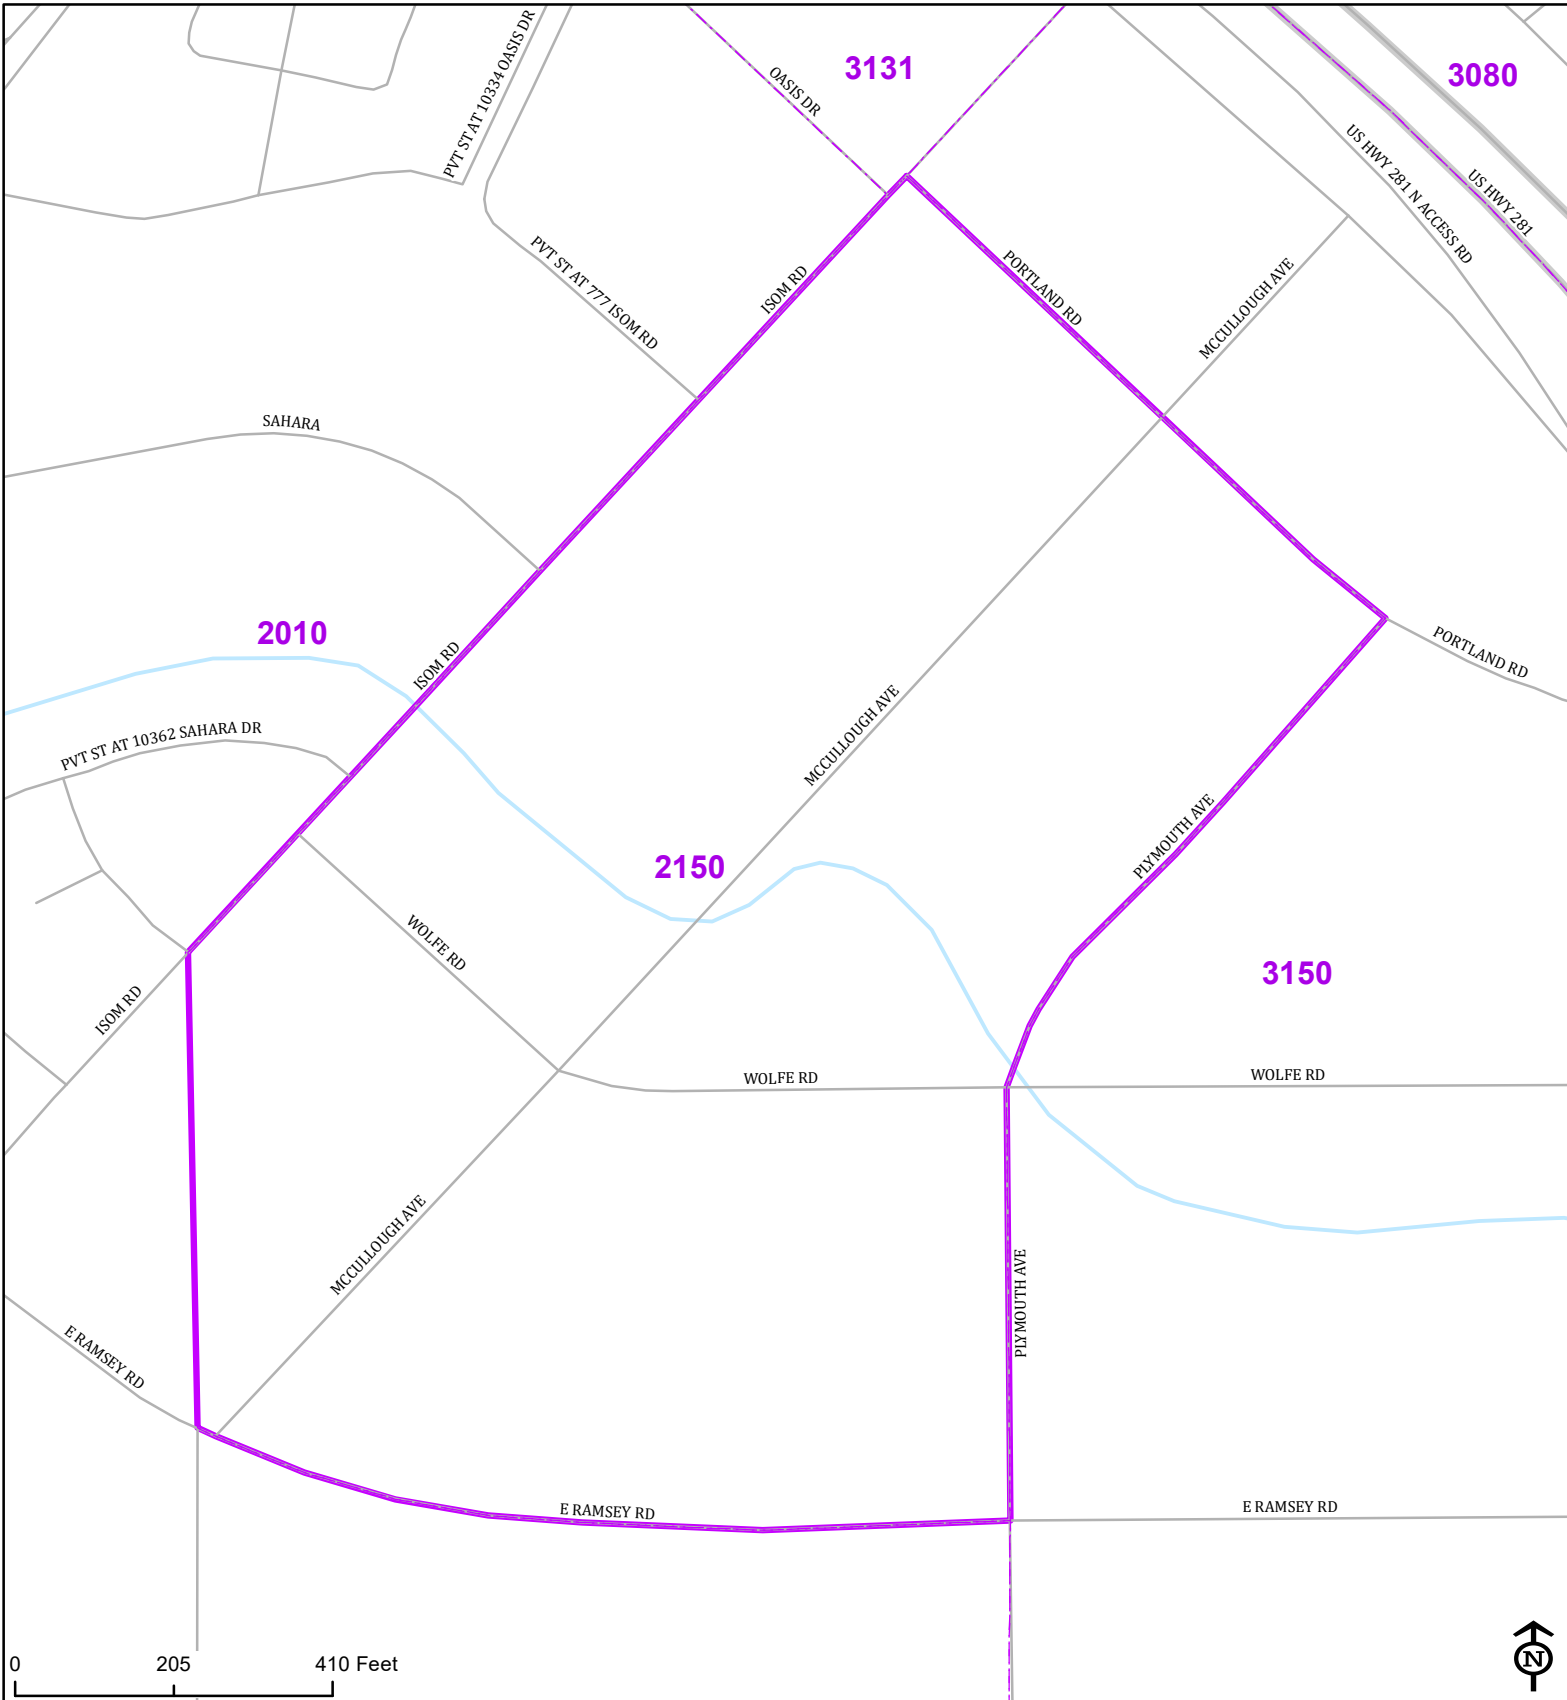 3131
3080
OASIS DR
PVT ST AT 10334 OASIS DR
US HWY 281 N ACCESS RD
US HWY 281
PVT ST AT 777 ISOM RD
ISOM RD
PORTLAND RD
MCCULLOUGH AVE
SAHARA
2010
ISOM RD
PORTLAND RD
MCCULLOUGH AVE
PVT ST AT 10362 SAHARA DR
PLYMOUTH AVE
2150
WOLFE RD
3150
ISOM RD
WOLFE RD
WOLFE RD
MCCULLOUGH AVE
PLYMOUTH AVE
E RAMSEY RD
E RAMSEY RD
E RAMSEY RD
0 205 410 Feet
N